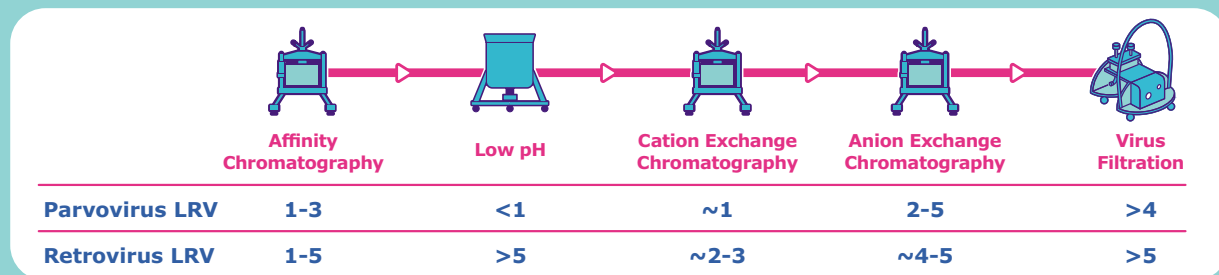 Affinity
Chromatography
Low pH
Cation Exchange
Chromatography
Anion Exchange
Chromatography
Virus
Filtration
Parvovirus LRV 1-3 <1 ~1 2-5 >4
Retrovirus LRV 1-5 >5 ~2-3 ~4-5 >5